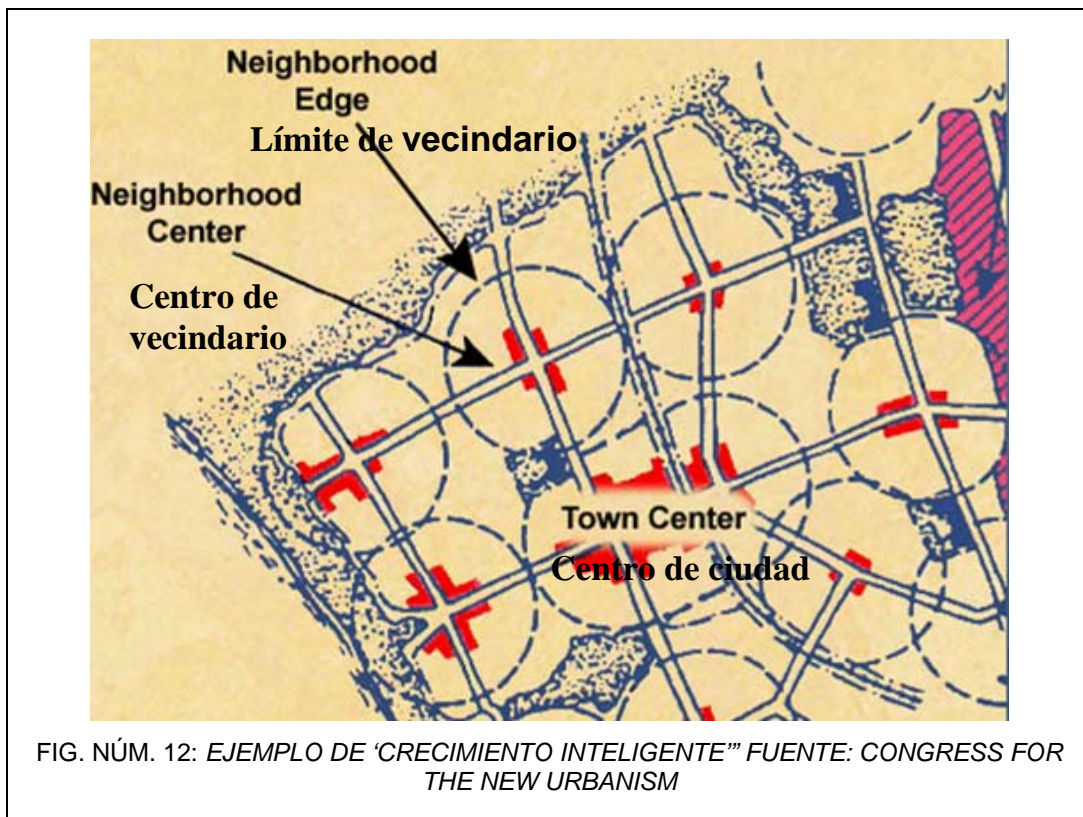 Neighborhood
Edge
Límite de vecindario
Neighborhood
Center
Centro de
vecindario
Town Center
Centro de ciudad
FIG. NÚM. 12: EJEMPLO DE ‘CRECIMIENTO INTELIGENTE’” FUENTE: CONGRESS FOR
THE NEW URBANISM